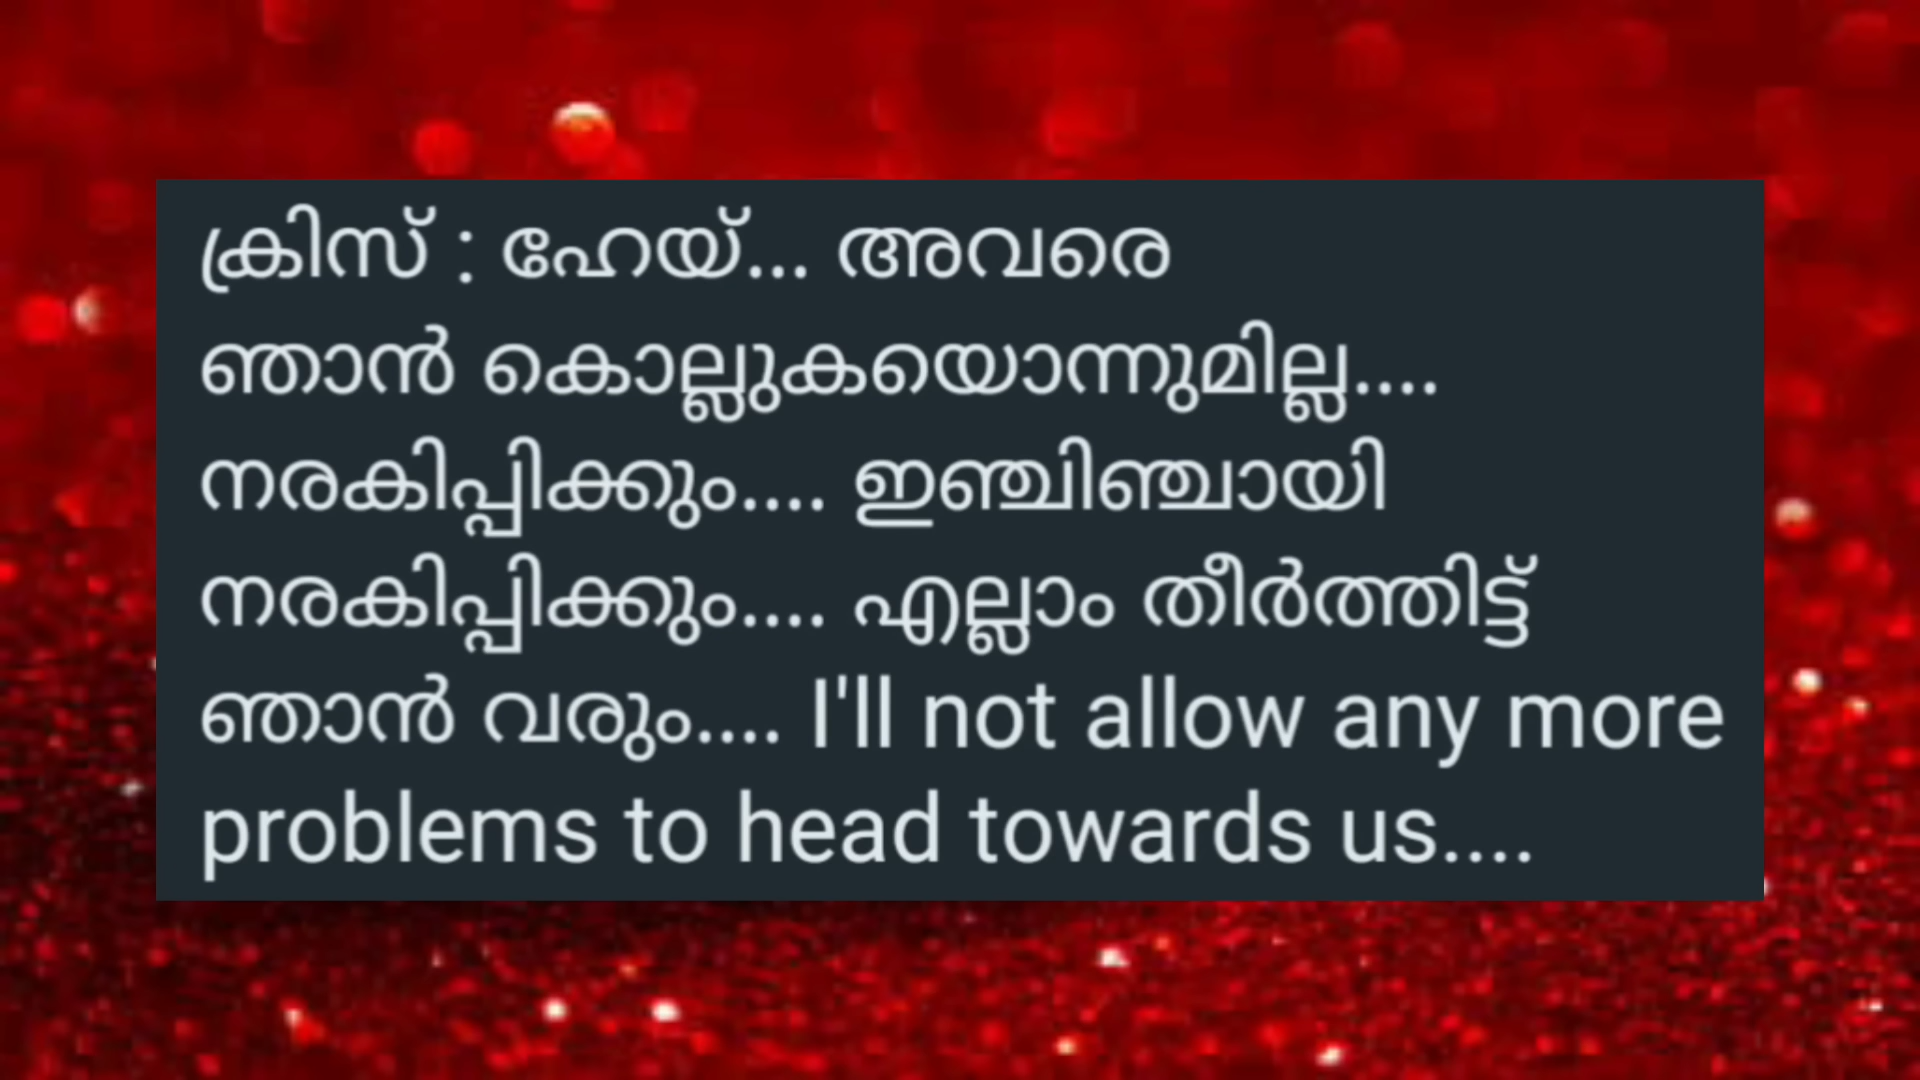 ക്രിസ് : ഹേയ്... അവരെ
ഞാൻ കൊല്ലുകയൊന്നുമില്ല....
നരകിപ്പിക്കും.... ഇഞ്ചിഞ്ചായി
നരകിപ്പിക്കും.... എല്ലാം തീർത്തിട്ട്
ഞാൻ വരും.... I'll not allow any more
problems to head towards us....